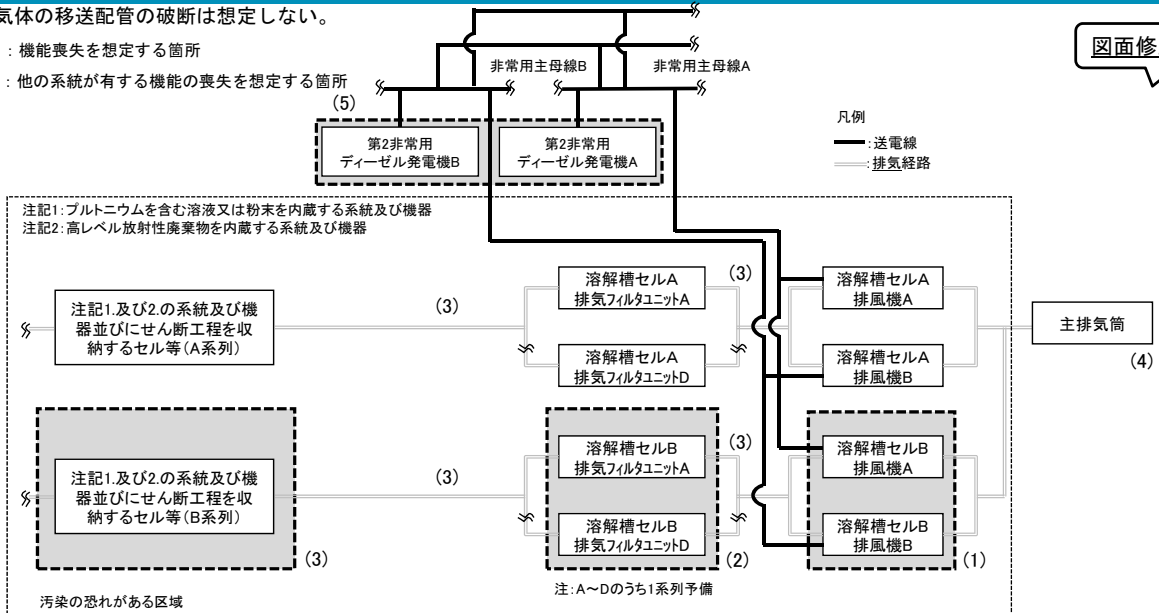 気体の移送配管の破断は想定しない。
：機能喪失を想定する箇所
：他の系統が有する機能の喪失を想定する箇所
図面修
非常用主母線B
非常用主母線A
(5)
第2非常用
ディーゼル発電機B
第2非常用
ディーゼル発電機A
凡例
：送電線
：排気経路
注記1：プルトニウムを含む溶液又は粉末を内蔵する系統及び機器
注記2：高レベル放射性廃棄物を内蔵する系統及び機器
注記1.及び2.の系統及び機
器並びにせん断工程を収
納するセル等(A系列)
(3)
溶解槽セルA
排気フィルタユニットA
(3)
溶解槽セルA
排風機A
溶解槽セルA
排気フィルタユニットD
溶解槽セルA
排風機B
主排気筒
(4)
注記1.及び2.の系統及び機
器並びにせん断工程を収
納するセル等(B系列)
(3)
(3)
溶解槽セルB
排気フィルタユニットA
(3)
溶解槽セルB
排気フィルタユニットD
(2)
溶解槽セルB
排風機A
溶解槽セルB
排風機B
(1)
注：A～Dのうち1系列予備
汚染の恐れがある区域